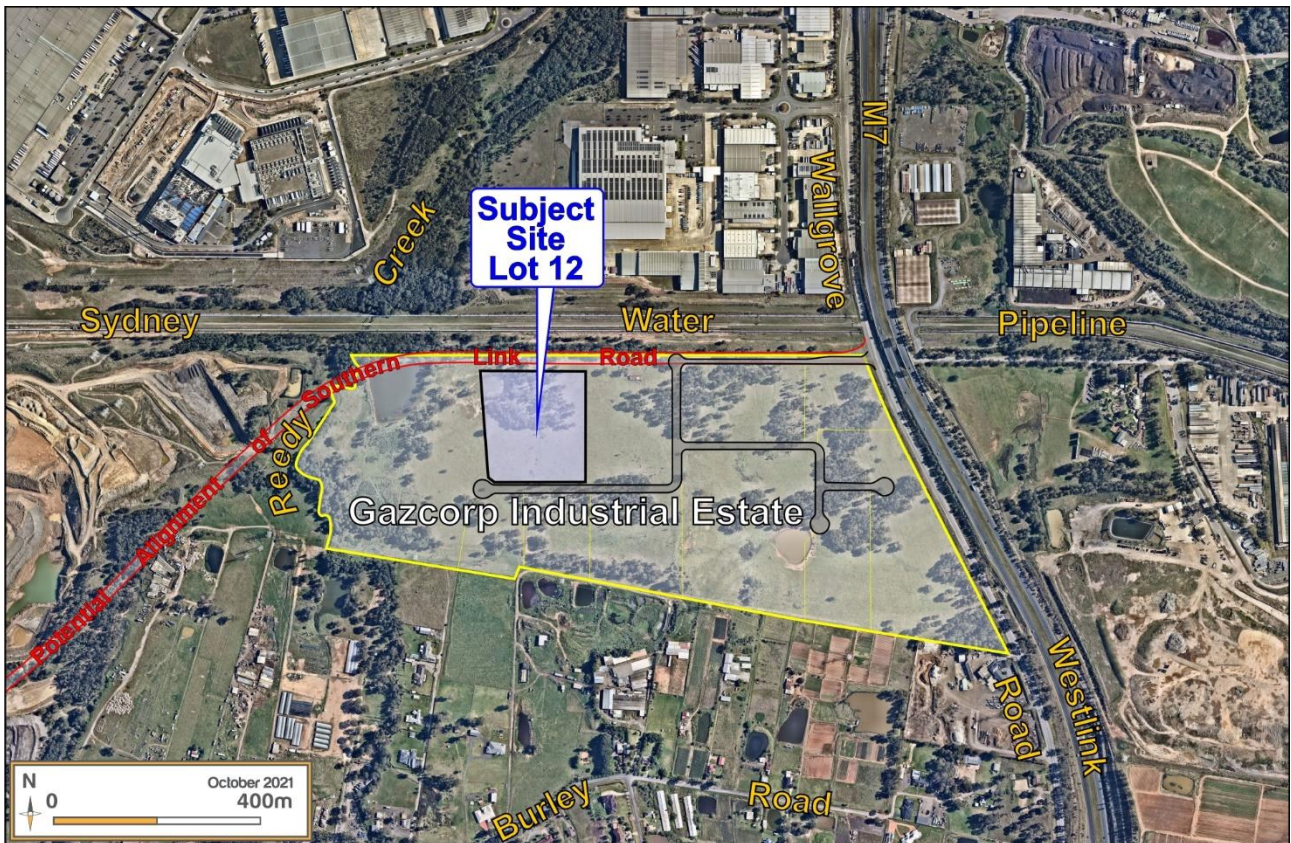 M7
Wallgrove
Creek
Subject
Site
Lot 12
Sydney Water Pipeline
Potential Alignment of Southern Link Road
Reedy
Gazcorp Industrial Estate
Westlink
Road
Burley Road
N
October 2021
0 400m